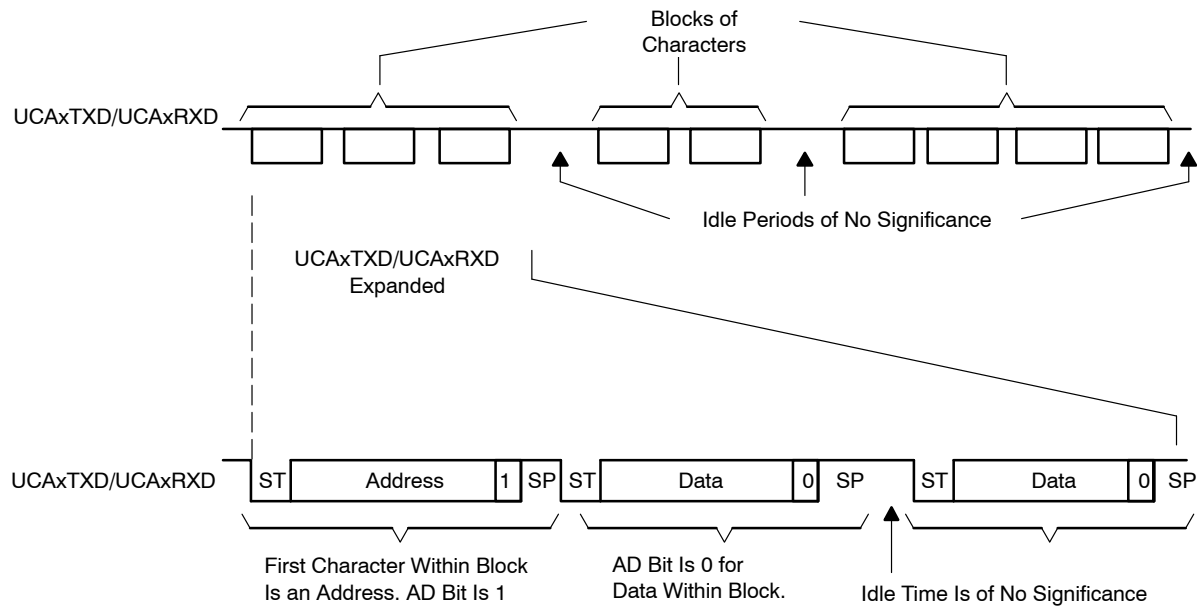 Blocks of
Characters
UCAxTXD/UCAxRXD
Idle Periods of No Significance
UCAxTXD/UCAxRXD
Expanded
UCAxTXD/UCAxRXD
ST Address 1 SP ST Data 0 SP ST Data 0 SP
First Character Within Block
Is an Address. AD Bit Is 1
AD Bit Is 0 for
Data Within Block.
Idle Time Is of No Significance